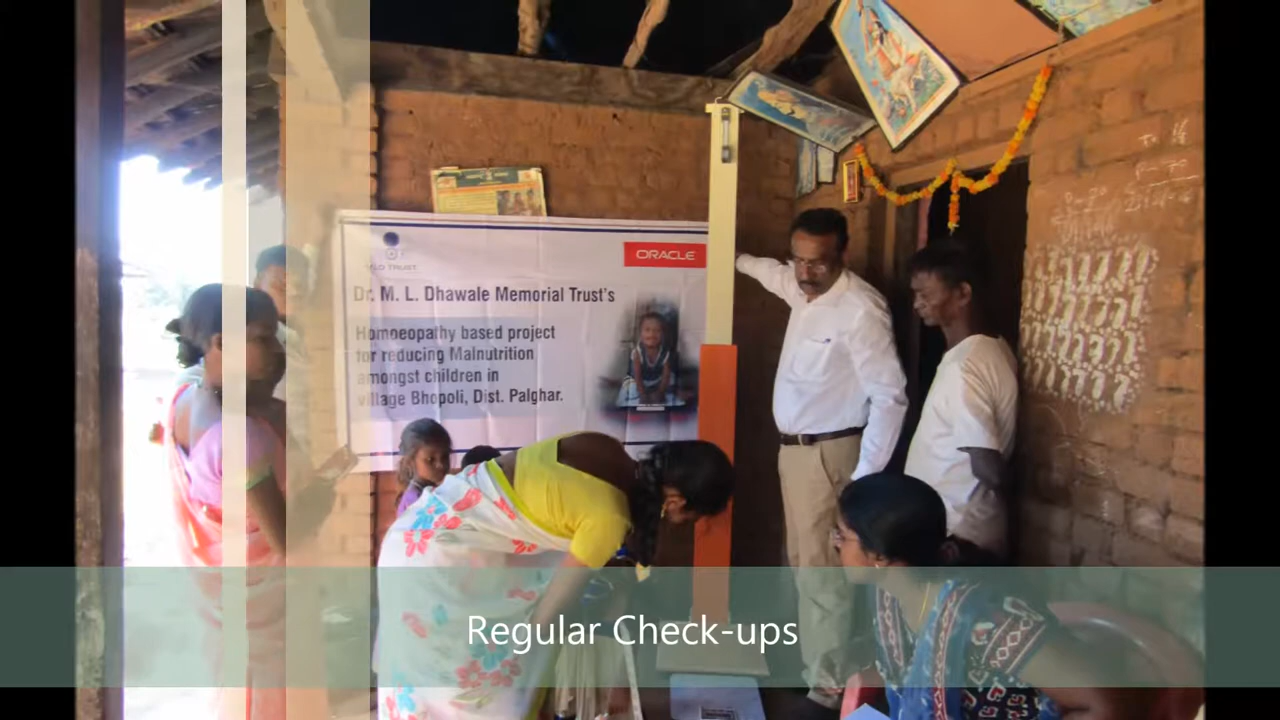 ORACLE
TRUST
Dr. M. L. Dhawale Memorial Trust's
Homoeopathy based project
for reducing Malnutrition
amongst children in
village Bhopoli, Dist. Palghar.
Regular Check-ups